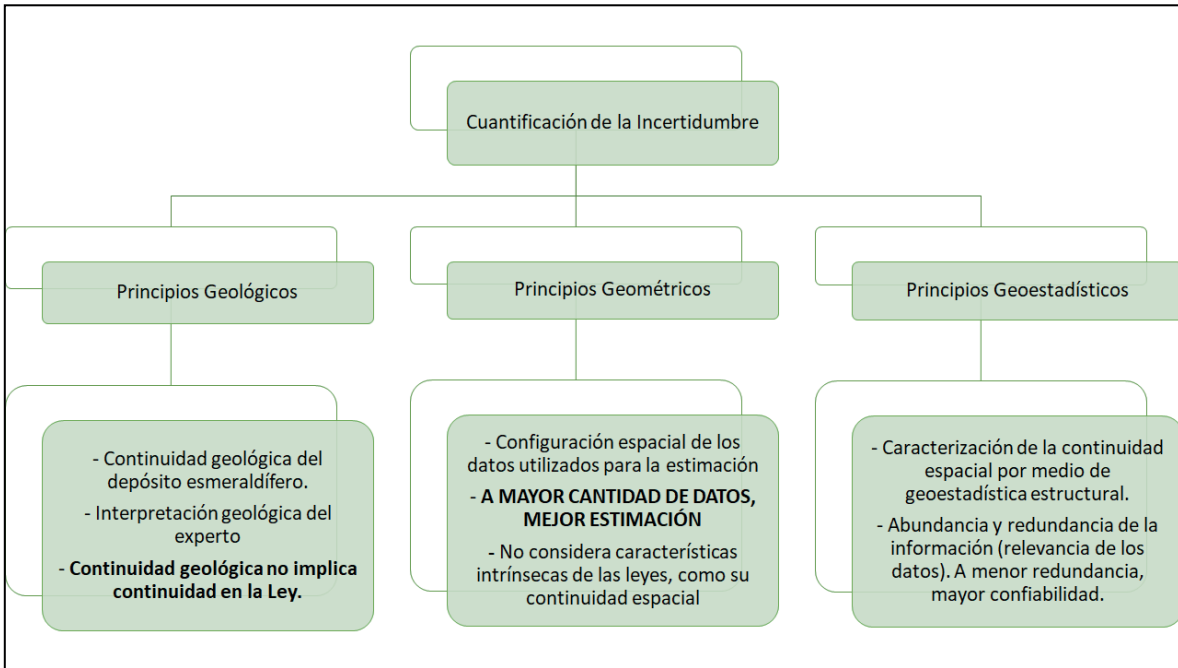 Cuantificación de la Incertidumbre
Principios Geológicos
- Continuidad geológica del
depósito esmeraldífero.
- Interpretación geológica del
experto
- Continuidad geológica no implica
continuidad en la Ley.
Principios Geométricos
- Configuración espacial de los
datos utilizados para la estimación
- A MAYOR CANTIDAD DE DATOS,
MEJOR ESTIMACIÓN
- No considera características
intrínsecas de las leyes, como su
continuidad espacial
Principios Geoestadísticos
- Caracterización de la continuidad
espacial por medio de
geoestadística estructural.
- Abundancia y redundancia de la
información (relevancia de los
datos). A menor redundancia,
mayor confiabilidad.